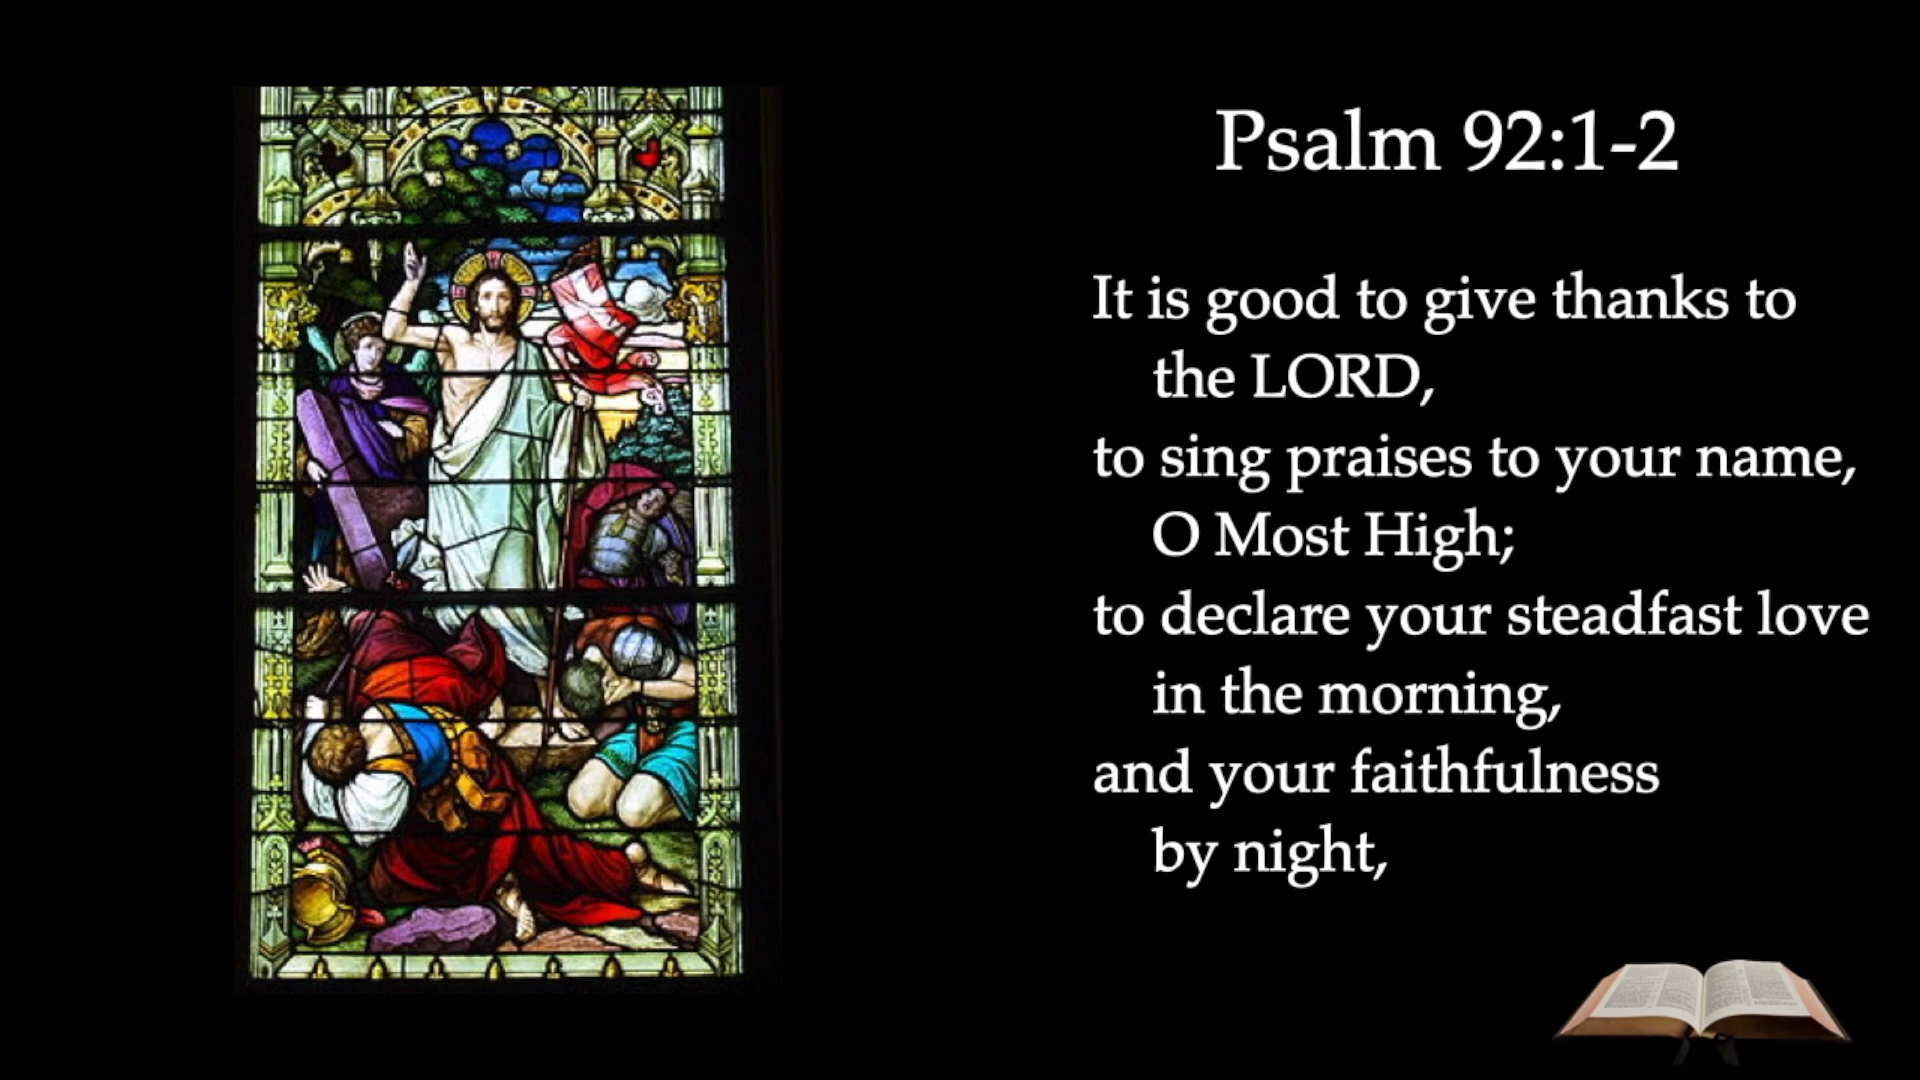 Psalm 92:1-2
It is good to give thanks to
the LORD,
to sing praises to your name,
O Most High;
to declare your steadfast love
in the morning,
and your faithfulness
by night,